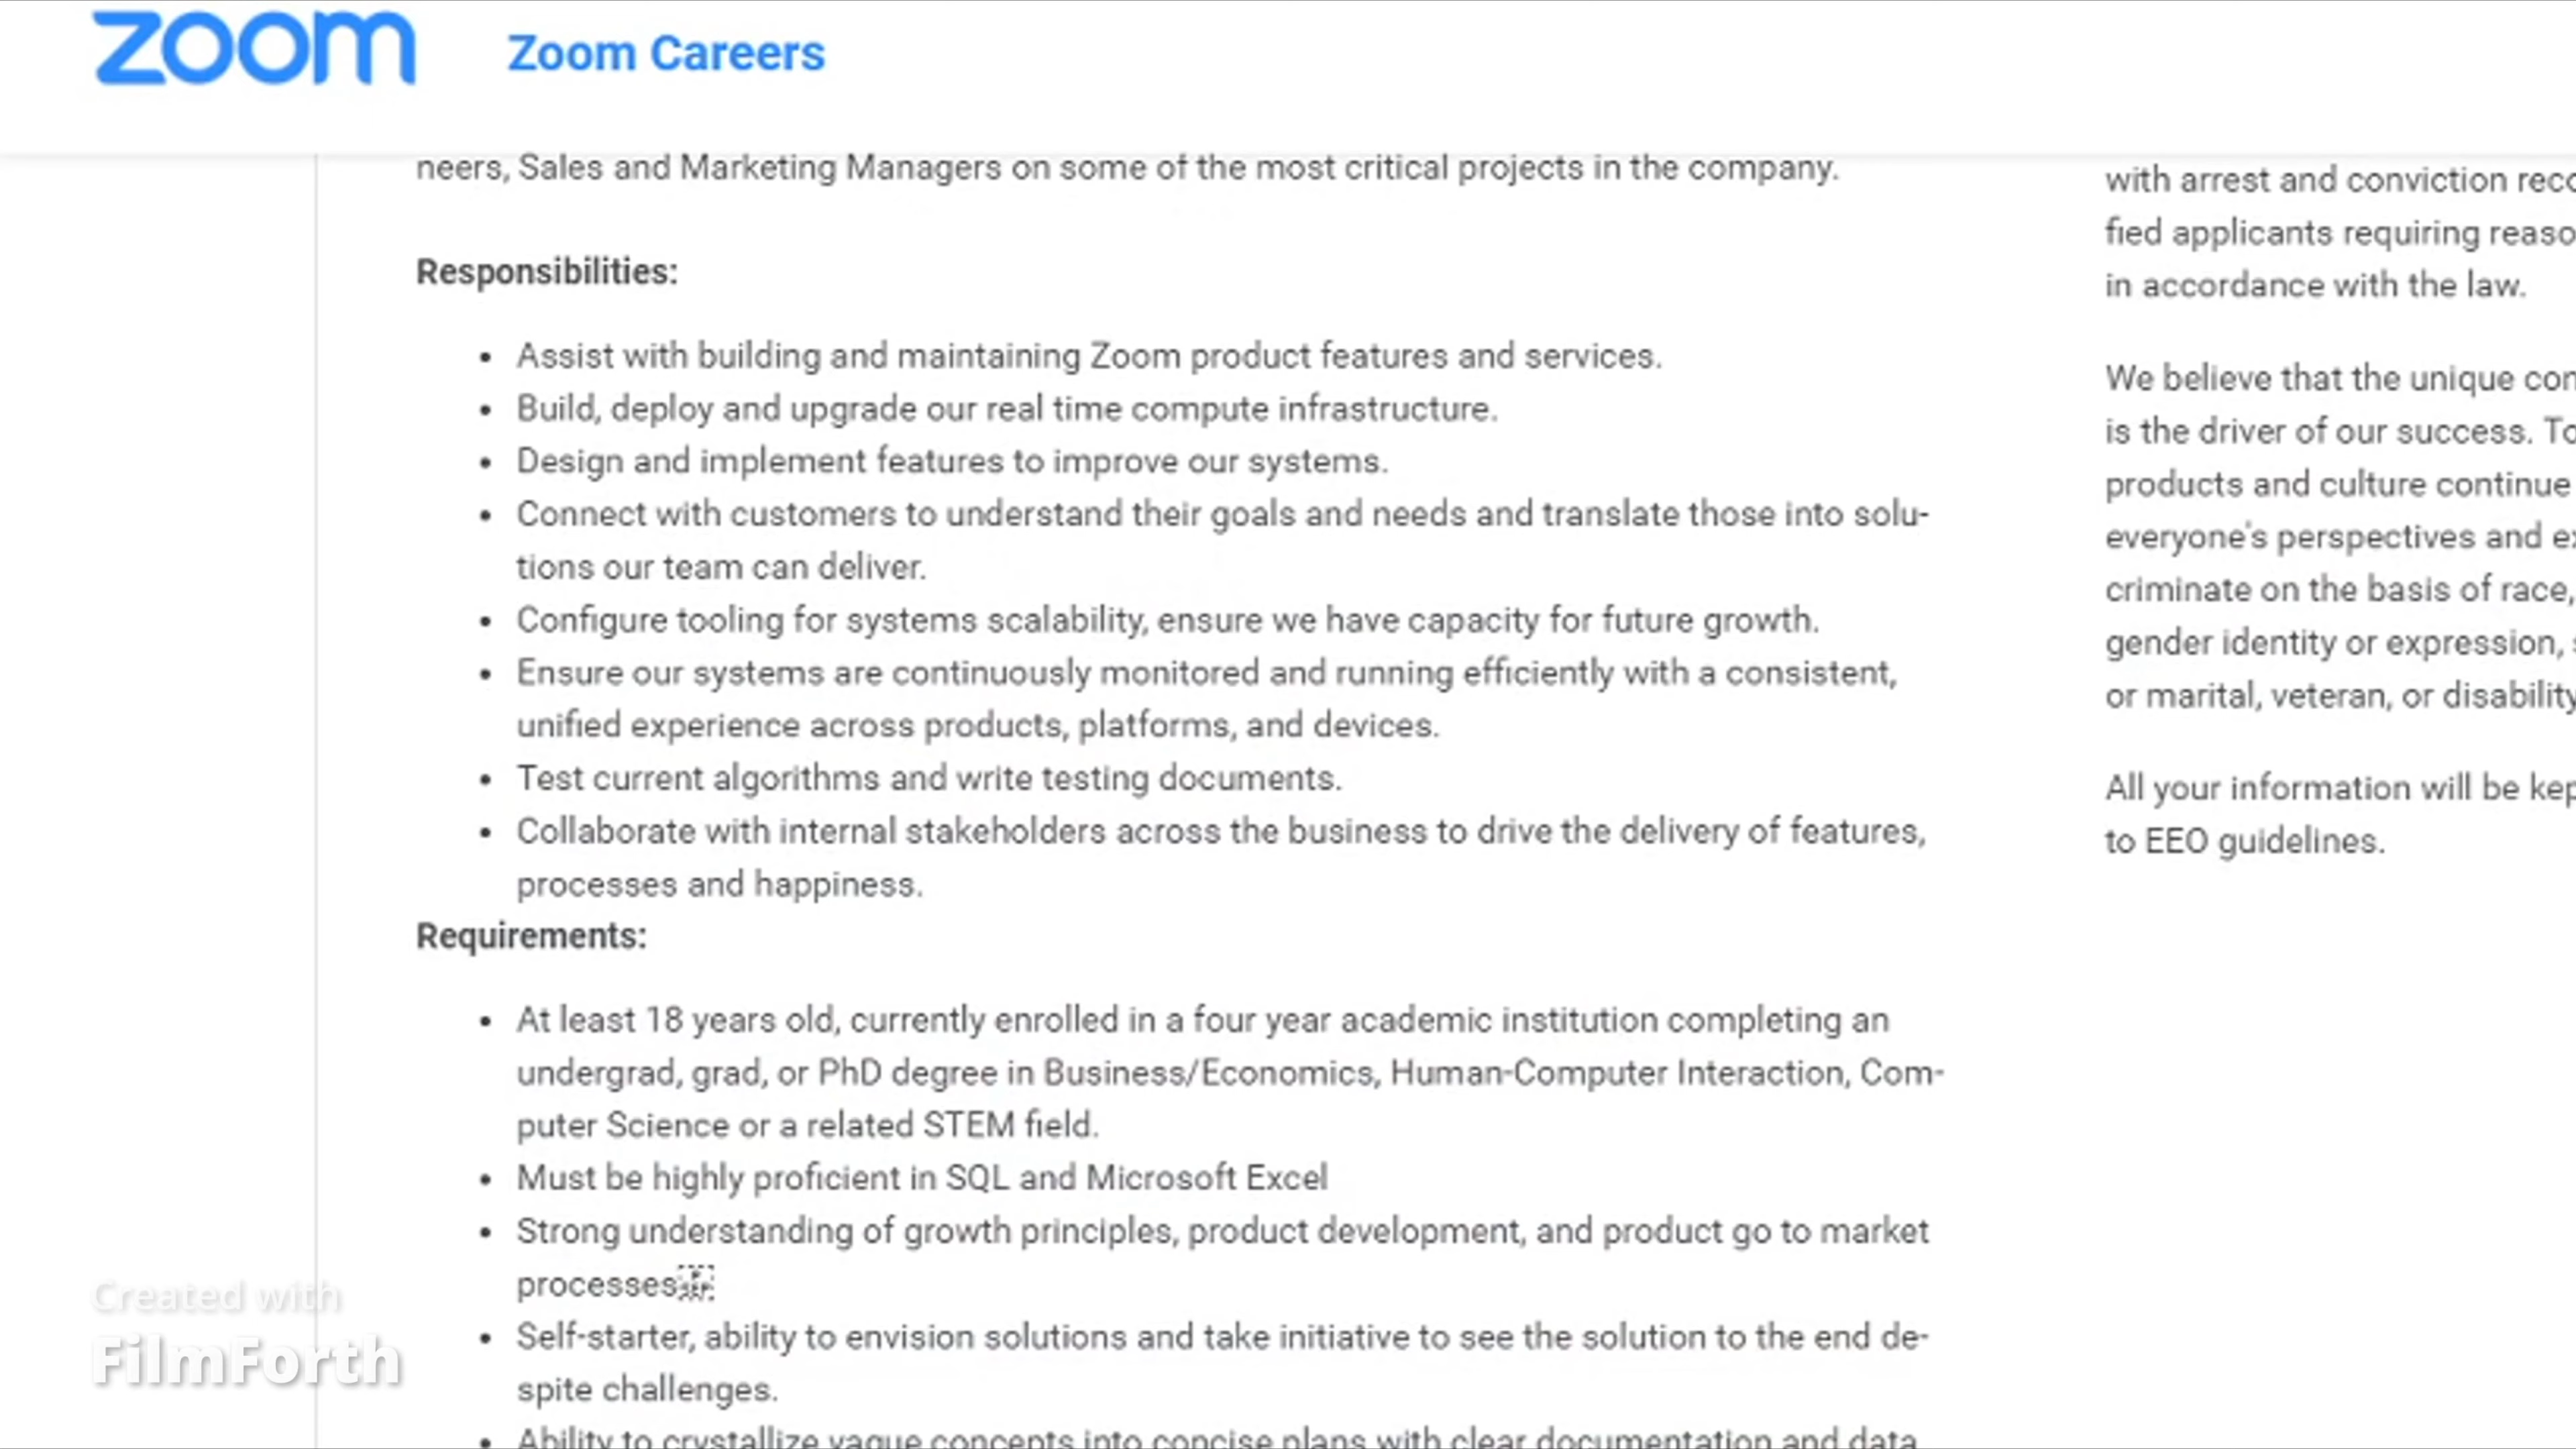 zoom Zoom Careers
neers, Sales and Marketing Managers on some of the most critical projects in the company.
Responsibilities:
• Assist with building and maintaining Zoom product features and services.
• Build, deploy and upgrade our real time compute infrastructure.
• Design and implement features to improve our systems.
• Connect with customers to understand their goals and needs and translate those into solu-
tions our team can deliver.
• Configure tooling for systems scalability, ensure we have capacity for future growth.
• Ensure our systems are continuously monitored and running efficiently with a consistent,
unified experience across products, platforms, and devices.
• Test current algorithms and write testing documents.
• Collaborate with internal stakeholders across the business to drive the delivery of features,
processes and happiness.
Requirements:
• At least 18 years old, currently enrolled in a four year academic institution completing an
undergrad, grad, or PhD degree in Business/Economics, Human-Computer Interaction, Com-
puter Science or a related STEM field.
• Must be highly proficient in SQL and Microsoft Excel
• Strong understanding of growth principles, product development, and product go to market
processes
• Self-starter, ability to envision solutions and take initiative to see the solution to the end de-
spite challenges.
• Ability to crystallize vague concepts into concise plans with clear documentation and data
with arrest and conviction
fied applicants requiring
in accordance with the law.
We believe that the unique
is the driver of our success.
products and culture continue
everyone's perspectives and
criminate on the basis of race,
gender identity or expression,
or marital, veteran, or disability
All your information will be
to EEO guidelines.
Created with
FilmForth